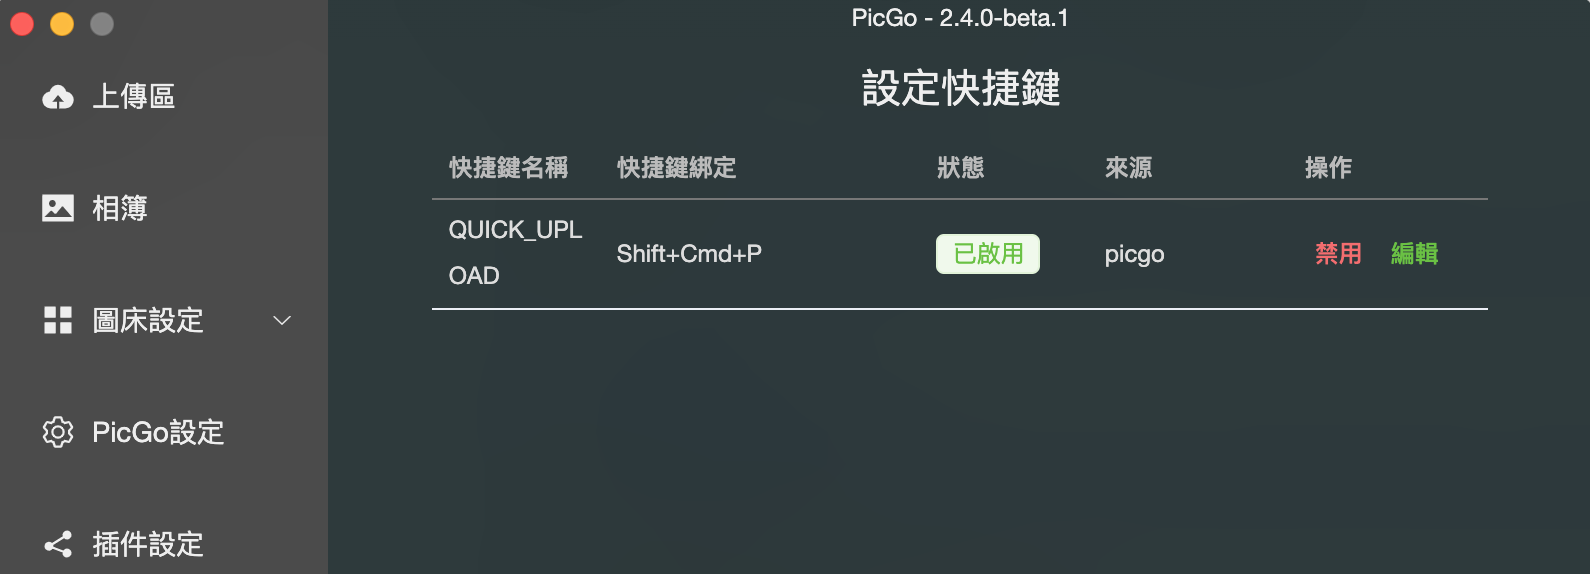 PicGo - 2.4.0-beta.1
上傳區
相簿
圖床設定
PicGo設定
插件設定
設定快捷鍵
快捷鍵名稱 快捷鍵綁定 狀態 來源 操作
QUICK_UPL
OAD
Shift+Cmd+P 已啟用 picgo 禁用 編輯